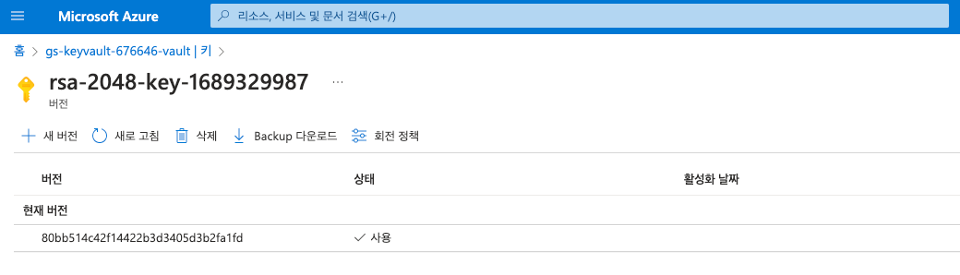 Microsoft Azure
리소스, 서비스 및 문서 검색(G+/)
홈 > gs-keyvault-676646-vault | 키 >
rsa-2048-key-1689329987 ...
버전
새 버전 새로 고침 삭제 Backup 다운로드 회전 정책
버전 상태 활성화 날짜
현재 버전
80bb514c42f14422b3d3405d3b2fa1fd 사용